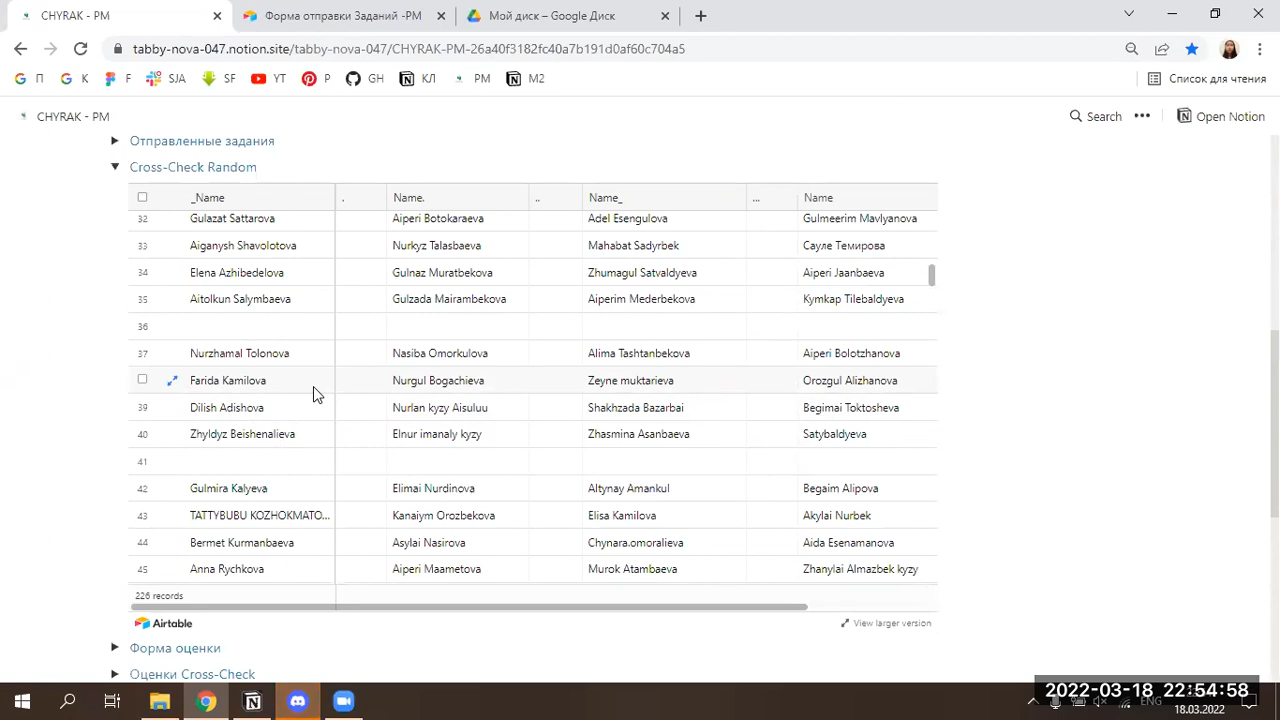 CHYRAK - PM
Форма отправки Заданий -PM
Мой диск – Google Диск
tabby-nova-047.notion.site/tabby-nova-047/CHYRAK-PM-26a40f3182fc40a7b191d0af60c704a5
П K F SJA SF YT P GH КЛ PM M2 Список для чтения
CHYRAK - PM Search ••• Open Notion
Отправленные задания
Cross-Check Random
_Name . Name. .. Name_ ... Name
32 Gulazat Sattarova Aiperi Botokaraeva Adel Esengulova Gulmeerim Mavlyanova
33 Aiganysh Shavolotova Nurkyz Talasbaeva Mahabat Sadyrbek Сауле Темирова
34 Elena Azhibedelova Gulnaz Muratbekova Zhumagul Satvaldyeva Aiperi Jaanbaeva
35 Aitolkun Salymbaeva Gulzada Mairambekova Aiperim Mederbekova Kymkap Tilebaldyeva
36
37 Nurzhamal Tolonova Nasiba Omorkulova Alima Tashtanbekova Aiperi Bolotzhanova
Farida Kamilova Nurgul Bogachieva Zeyne muktarieva Orozgul Alizhanova
39 Dilish Adishova Nurlan kyzy Aisuluu Shakhzada Bazarbai Begimai Toktosheva
40 Zhyldyz Beishenalieva Elnur imanaly kyzy Zhasmina Asanbaeva Satybaldyeva
41
42 Gulmira Kalyeva Elimai Nurdinova Altynay Amankul Begaim Alipova
43 TATTYBUBU KOZHOKMATO... Kanaiym Orozbekova Elisa Kamilova Akylai Nurbek
44 Bermet Kurmanbaeva Asylai Nasirova Chynara.omoralieva Aida Esenamanova
45 Anna Rychkova Aiperi Maametova Murok Atambaeva Zhanylai Almazbek kyzy
226 records
Airtable View larger version
Форма оценки
Оценки Cross-Check
2022-03-18 22:54:58
ENG
18.03.2022